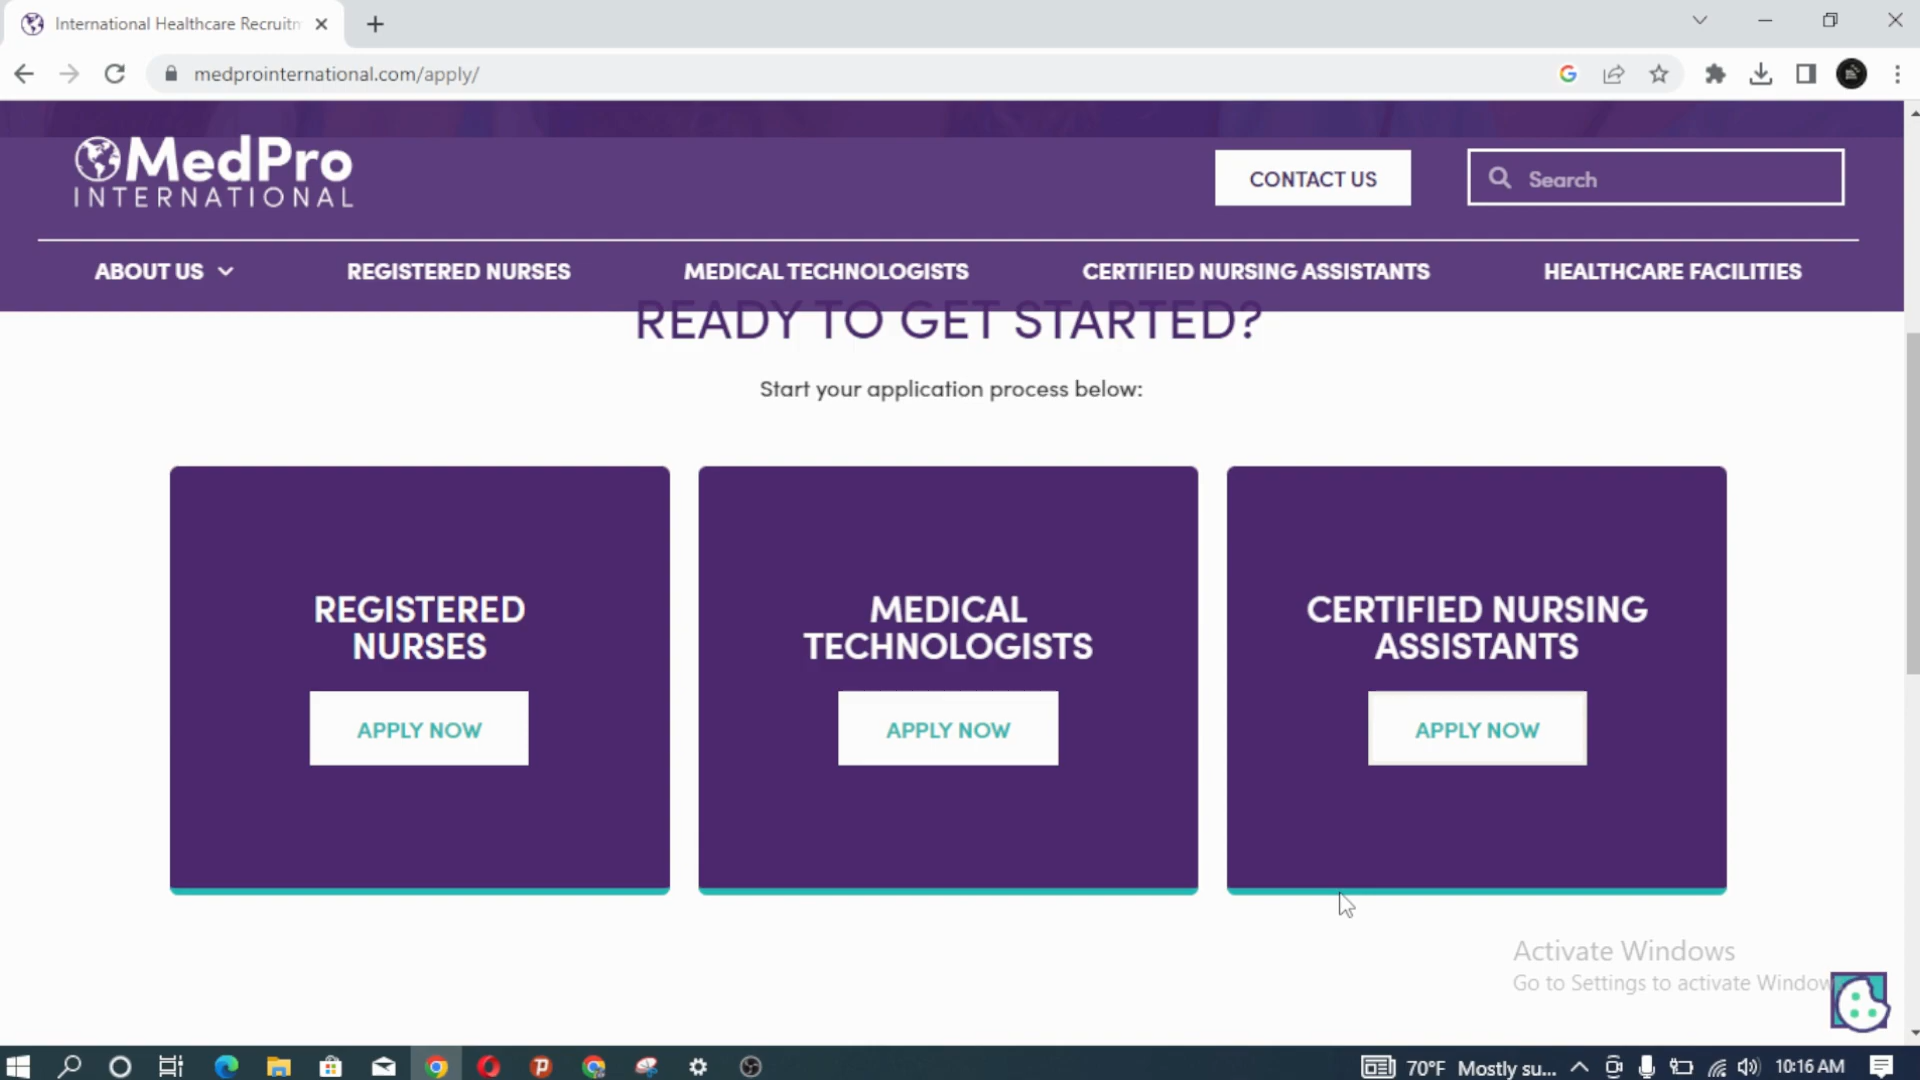 International Healthcare Recruitm
medprointernational.com/apply/
MedPro
INTERNATIONAL
CONTACT US
Search
ABOUT US
REGISTERED NURSES
MEDICAL TECHNOLOGISTS
CERTIFIED NURSING ASSISTANTS
HEALTHCARE FACILITIES
READY TO GET STARTED?
Start your application process below:
REGISTERED
NURSES
APPLY NOW
MEDICAL
TECHNOLOGISTS
APPLY NOW
CERTIFIED NURSING
ASSISTANTS
APPLY NOW
Activate Windows
Go to Settings to activate Window
70°F Mostly su...
10:16 AM